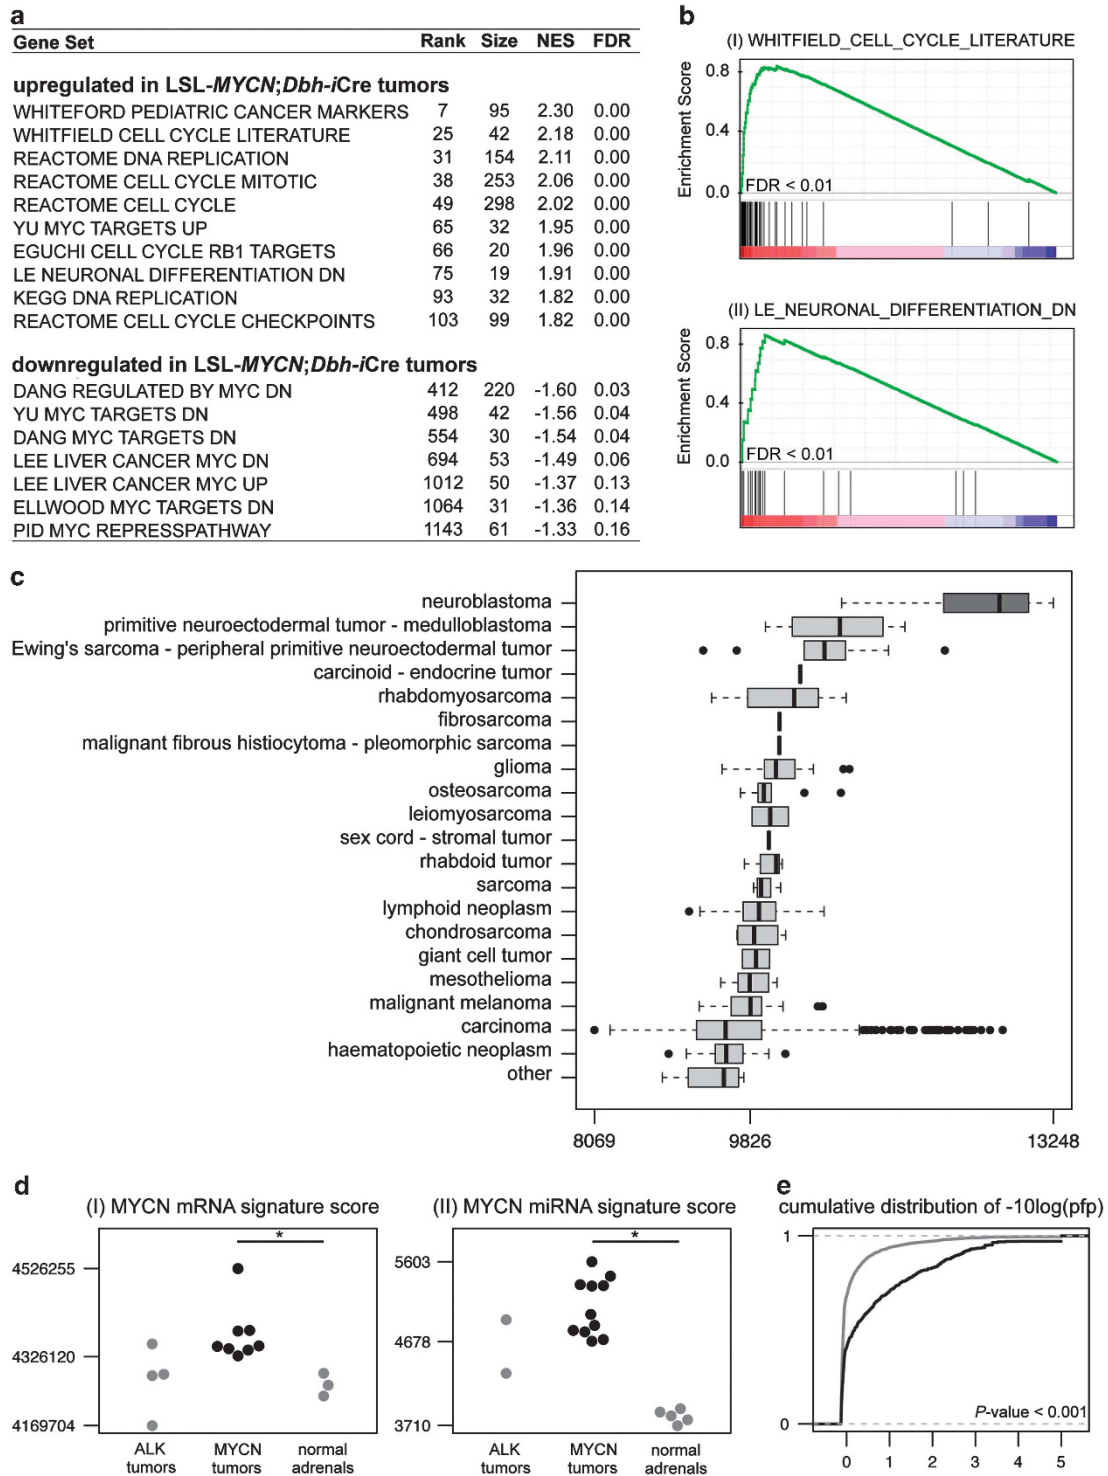 a
Gene Set Rank Size NES FDR
upregulated in LSL-MYCN;Dbh-iCre tumors
WHITEFORD PEDIATRIC CANCER MARKERS 7 95 2.30 0.00
WHITFIELD CELL CYCLE LITERATURE 25 42 2.18 0.00
REACTOME DNA REPLICATION 31 154 2.11 0.00
REACTOME CELL CYCLE MITOTIC 38 253 2.06 0.00
REACTOME CELL CYCLE 49 298 2.02 0.00
YU MYC TARGETS UP 65 32 1.95 0.00
EGUCHI CELL CYCLE RB1 TARGETS 66 20 1.96 0.00
LE NEURONAL DIFFERENTIATION DN 75 19 1.91 0.00
KEGG DNA REPLICATION 93 32 1.82 0.00
REACTOME CELL CYCLE CHECKPOINTS 103 99 1.82 0.00
downregulated in LSL-MYCN;Dbh-iCre tumors
DANG REGULATED BY MYC DN 412 220 -1.60 0.03
YU MYC TARGETS DN 498 42 -1.56 0.04
DANG MYC TARGETS DN 554 30 -1.54 0.04
LEE LIVER CANCER MYC DN 694 53 -1.49 0.06
LEE LIVER CANCER MYC UP 1012 50 -1.37 0.13
ELLWOOD MYC TARGETS DN 1064 31 -1.36 0.14
PID MYC REPRESSPATHWAY 1143 61 -1.33 0.16
b
(I) WHITFIELD_CELL_CYCLE_LITERATURE
Enrichment Score
0.8
0.4
0.0
FDR < 0.01
(II) LE_NEURONAL_DIFFERENTIATION_DN
Enrichment Score
0.8
0.4
0.0
FDR < 0.01
c
neuroblastoma
primitive neuroectodermal tumor - medulloblastoma
Ewing's sarcoma - peripheral primitive neuroectodermal tumor
carcinoid - endocrine tumor
rhabdomyosarcoma
fibrosarcoma
malignant fibrous histiocytoma - pleomorphic sarcoma
glioma
osteosarcoma
leiomyosarcoma
sex cord - stromal tumor
rhabdoid tumor
sarcoma
lymphoid neoplasm
chondrosarcoma
giant cell tumor
mesothelioma
malignant melanoma
carcinoma
haematopoietic neoplasm
other
8069 9826 13248
d
(I) MYCN mRNA signature score
*
4526255
4326120
4169704
ALK tumors
MYCN tumors
normal adrenals
(II) MYCN miRNA signature score
*
5603
4678
3710
ALK tumors
MYCN tumors
normal adrenals
e
cumulative distribution of -10log(pfp)
1
0
P-value < 0.001
0 1 2 3 4 5